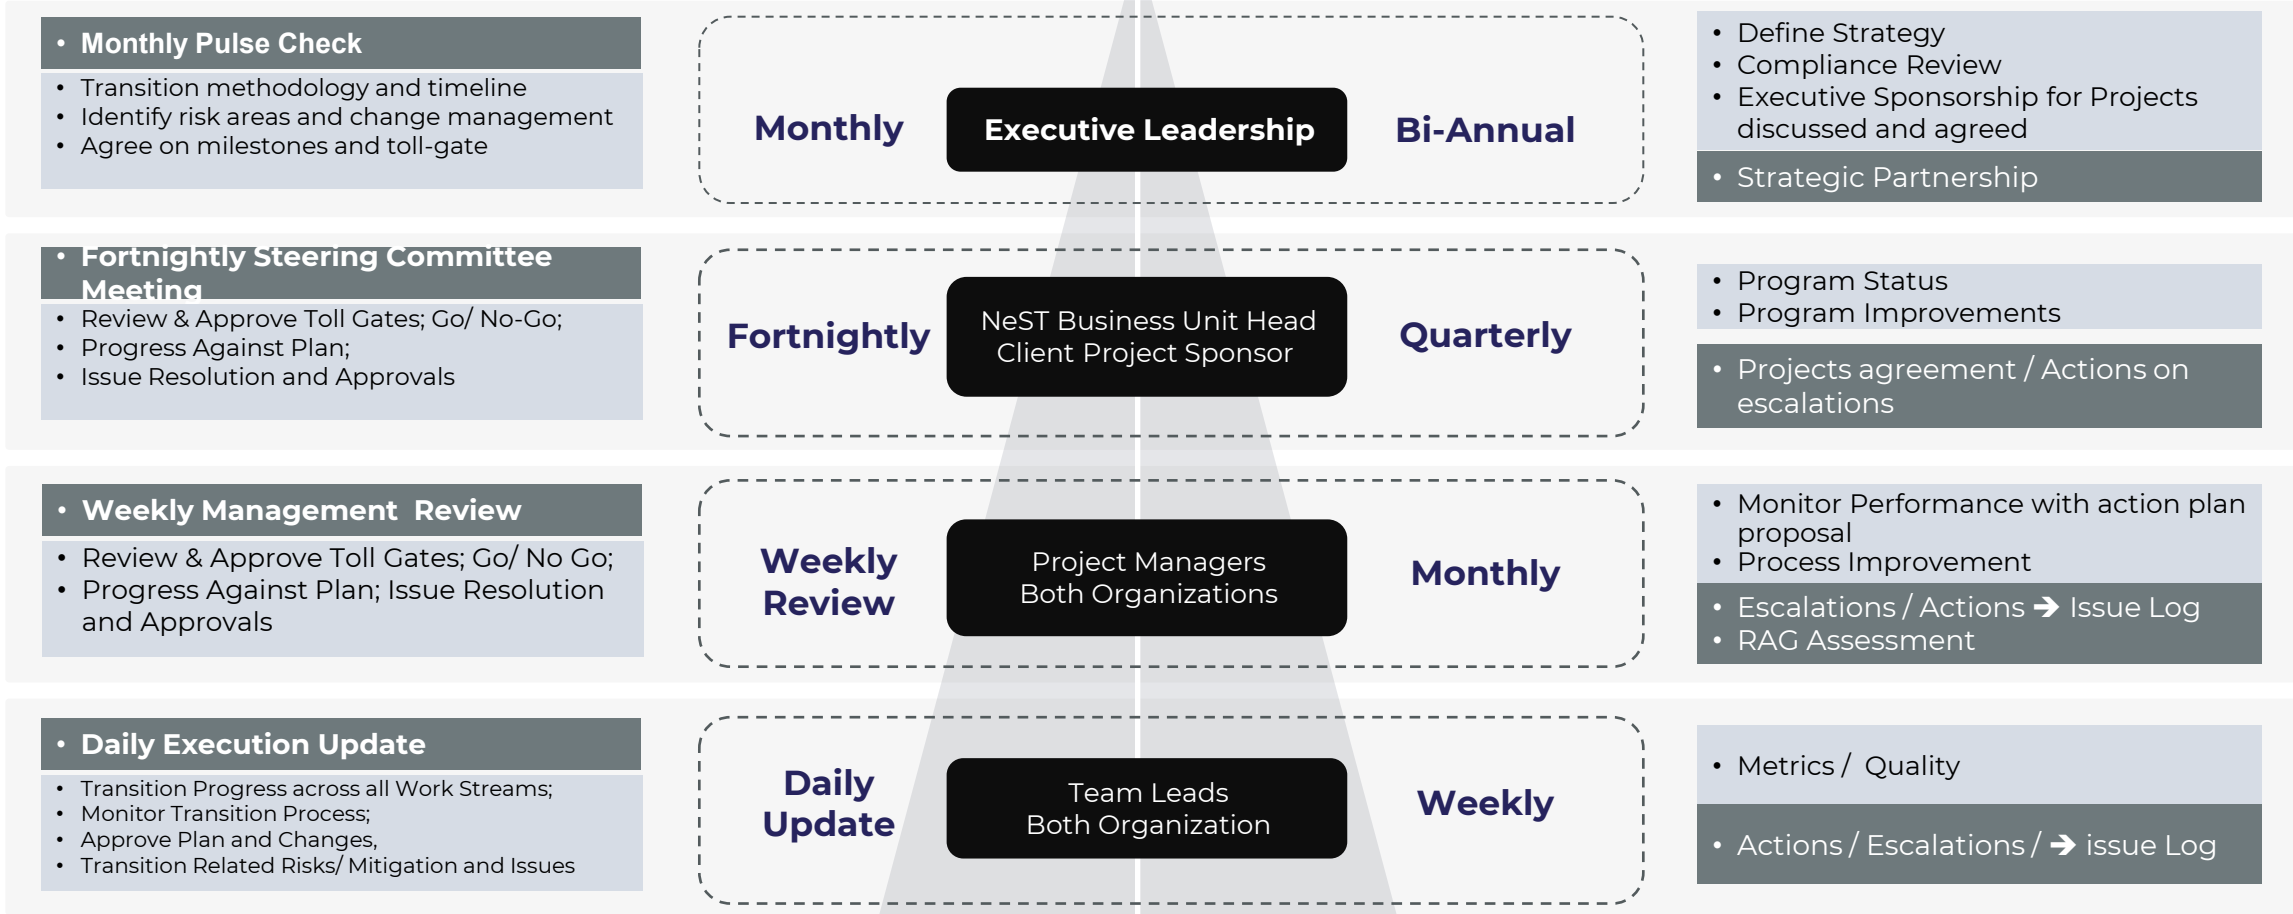 • Monthly Pulse Check
• Transition methodology and timeline
• Identify risk areas and change management
• Agree on milestones and toll-gate
Monthly
Executive Leadership
Bi-Annual
• Define Strategy
• Compliance Review
• Executive Sponsorship for Projects
discussed and agreed
• Strategic Partnership
• Fortnightly Steering Committee
Meeting
• Review & Approve Toll Gates; Go/ No-Go;
• Progress Against Plan;
• Issue Resolution and Approvals
Fortnightly
NeST Business Unit Head
Client Project Sponsor
Quarterly
• Program Status
• Program Improvements
• Projects agreement / Actions on
escalations
• Weekly Management  Review
• Review & Approve Toll Gates; Go/ No Go;
• Progress Against Plan; Issue Resolution
and Approvals
Weekly
Review
Project Managers
Both Organizations
Monthly
• Monitor Performance with action plan
proposal
• Process Improvement
• Escalations / Actions ➔ Issue Log
• RAG Assessment
• Daily Execution Update
• Transition Progress across all Work Streams;
• Monitor Transition Process;
• Approve Plan and Changes,
• Transition Related Risks/ Mitigation and Issues
Daily
Update
Team Leads
Both Organization
Weekly
• Metrics /  Quality
• Actions / Escalations / ➔ issue Log